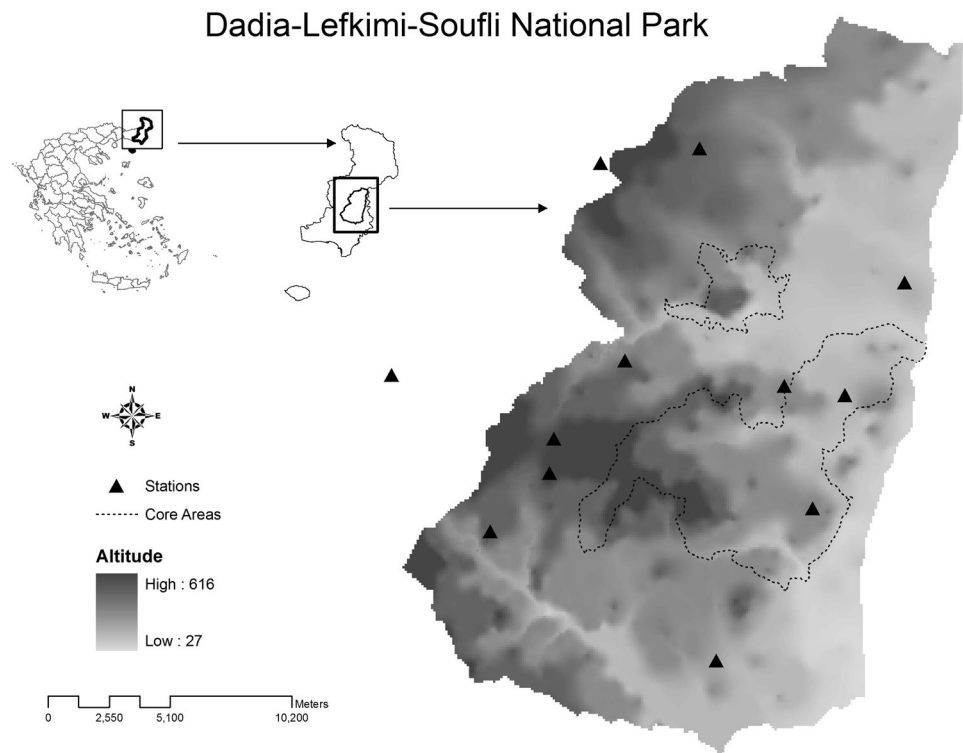 Dadia-Lefkimi-Soufli National Park
N
W E
S
Stations
Core Areas
Altitude
High : 616
Low : 27
Meters
0 2,550 5,100 10,200